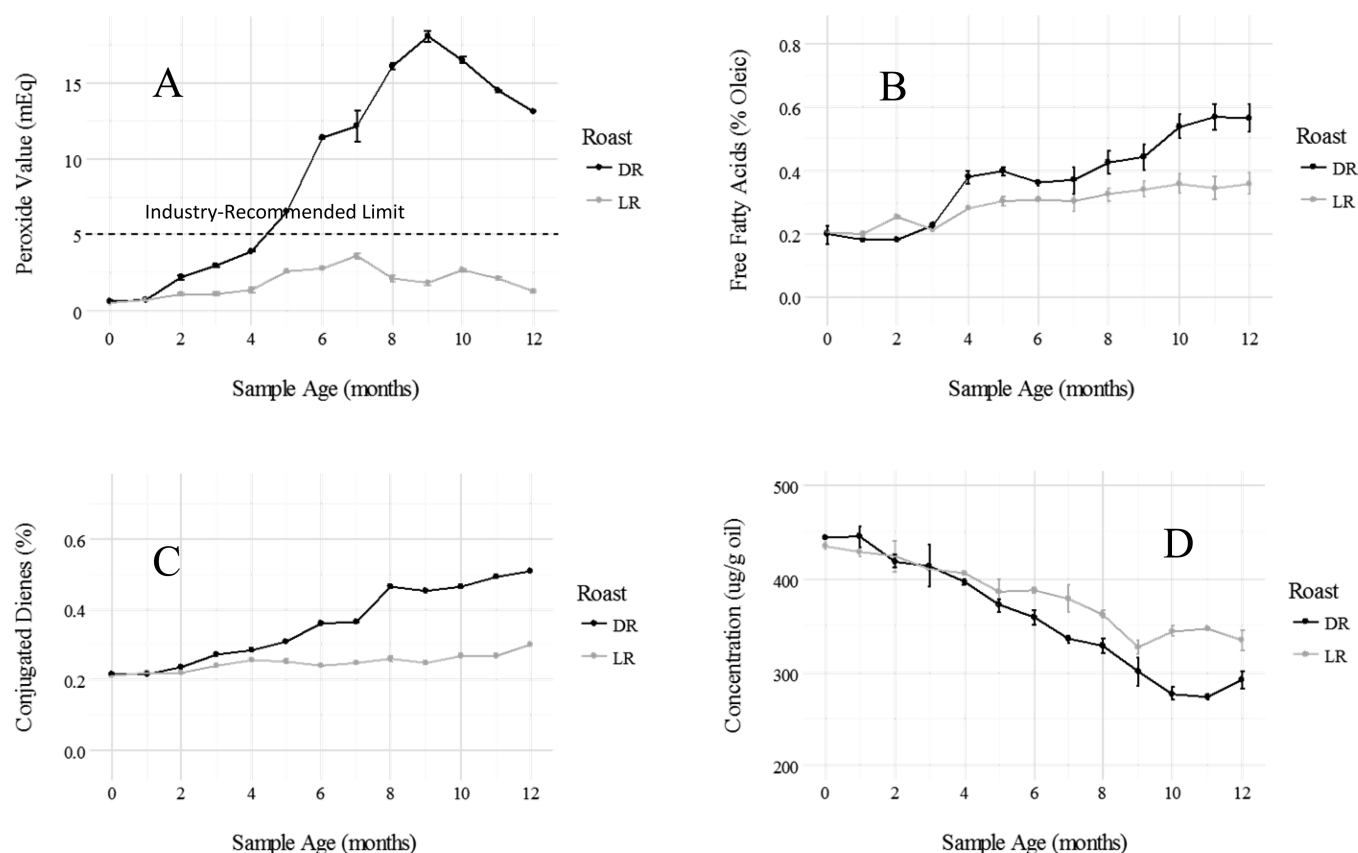 A
Peroxide Value (mEq)
15
10
5
0
Industry-Recommended Limit
0 2 4 6 8 10 12
Sample Age (months)
Roast
DR
LR
B
Free Fatty Acids (% Oleic)
0.8
0.6
0.4
0.2
0.0
0 2 4 6 8 10 12
Sample Age (months)
Roast
DR
LR
C
Conjugated Dienes (%)
0.6
0.4
0.2
0.0
0 2 4 6 8 10 12
Sample Age (months)
Roast
DR
LR
D
Concentration (ug/g oil)
500
400
300
200
0 2 4 6 8 10 12
Sample Age (months)
Roast
DR
LR